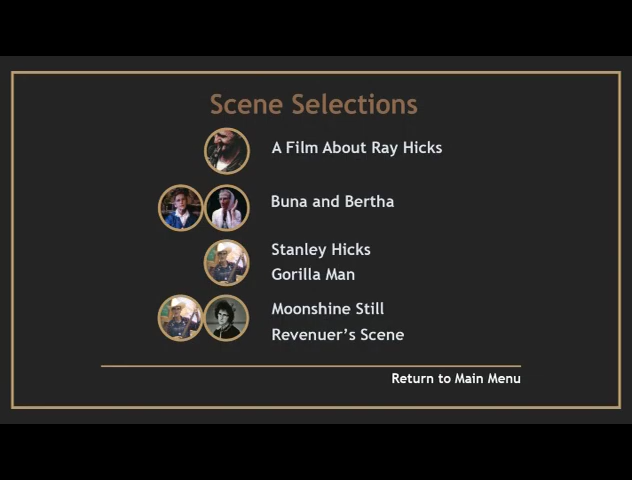 Scene Selections
A Film About Ray Hicks
Buna and Bertha
Stanley Hicks
Gorilla Man
Moonshine Still
Revenuer's Scene
Return to Main Menu